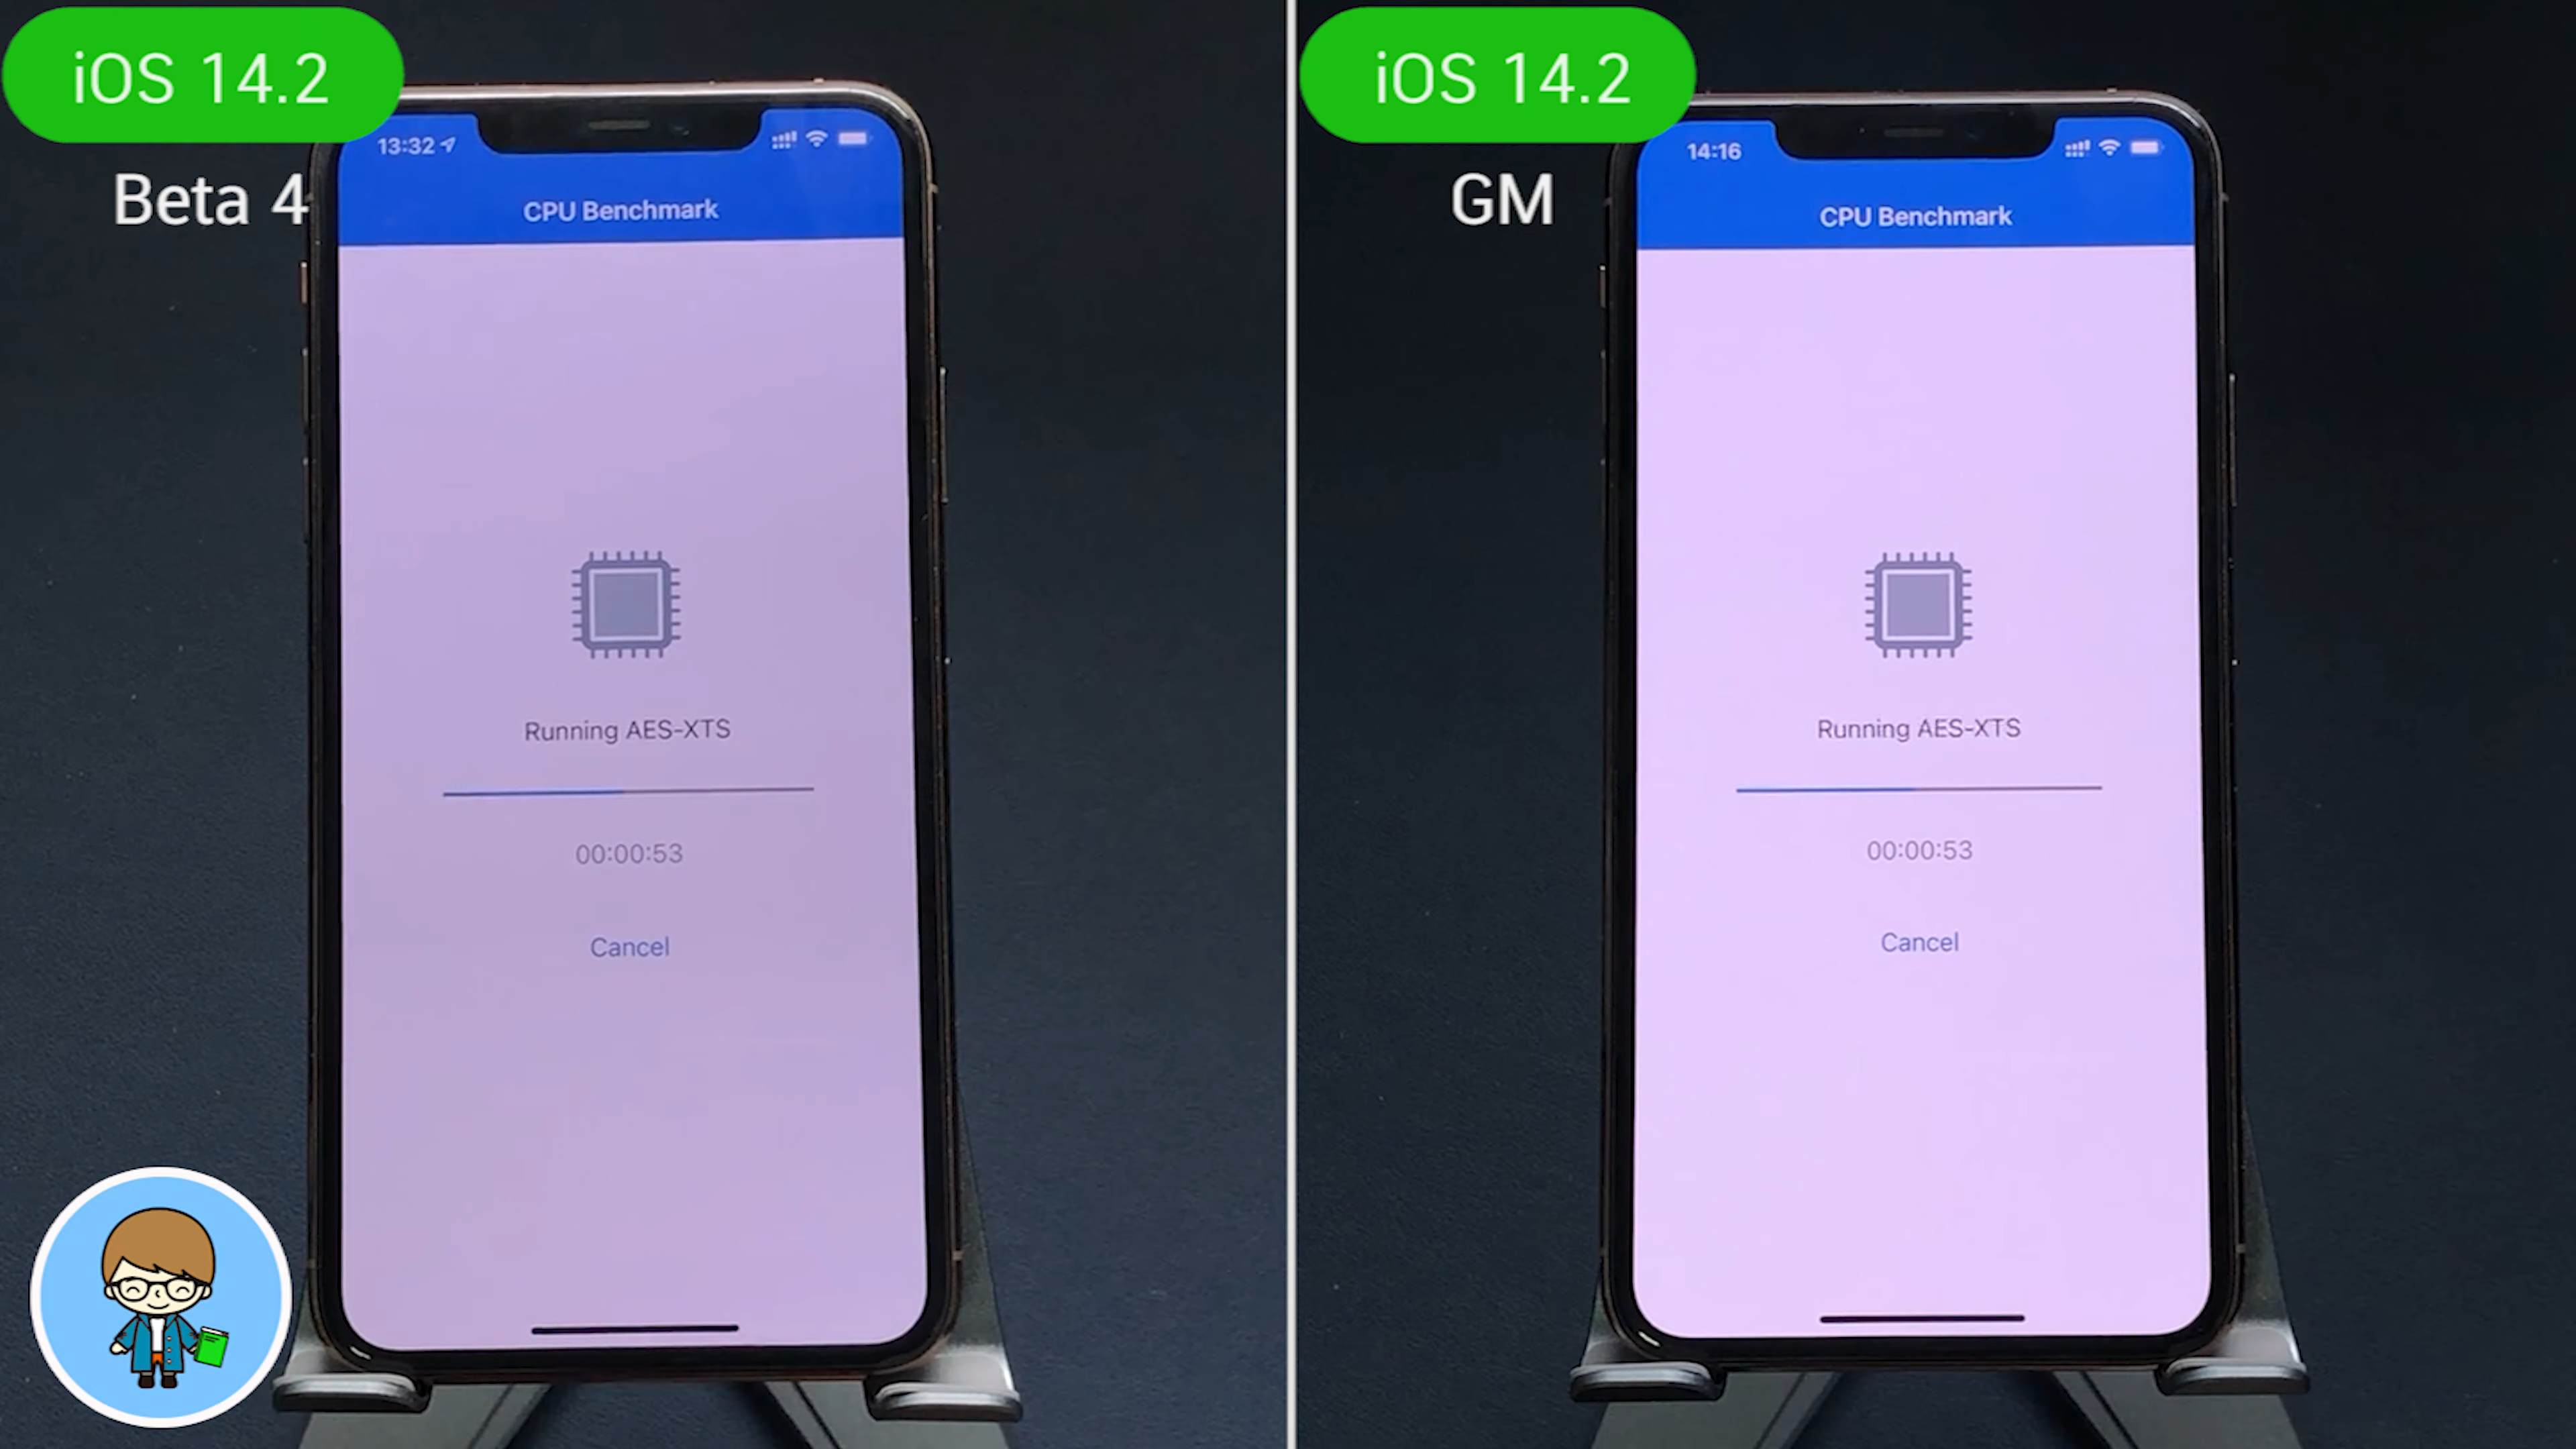 iOS 14.2
Beta 4
13:32
CPU Benchmark
Running AES-XTS
00:00:53
Cancel
iOS 14.2
GM
14:16
CPU Benchmark
Running AES-XTS
00:00:53
Cancel